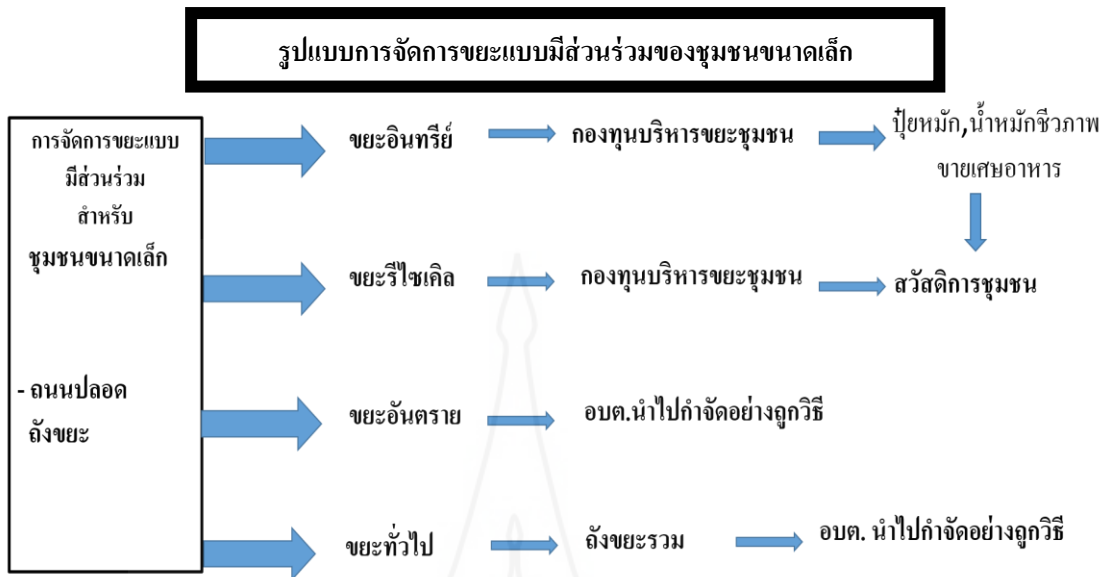 รูปแบบการจัดการขยะแบบมีส่วนร่วมของชุมชนขนาดเล็ก
การจัดการขยะแบบ
มีส่วนร่วม
สำหรับ
ชุมชนขนาดเล็ก
- ถนนปลอด
ถังขยะ
ขยะอินทรีย์
กองทุนบริหารขยะชุมชน
ปุ๋ยหมัก,น้ำหมักชีวภาพ
ขายเศษอาหาร
ขยะรีไซเคิล
กองทุนบริหารขยะชุมชน
สวัสดิการชุมชน
ขยะอันตราย
อบต.นำไปกำจัดอย่างถูกวิธี
ขยะทั่วไป
ถังขยะรวม
อบต. นำไปกำจัดอย่างถูกวิธี